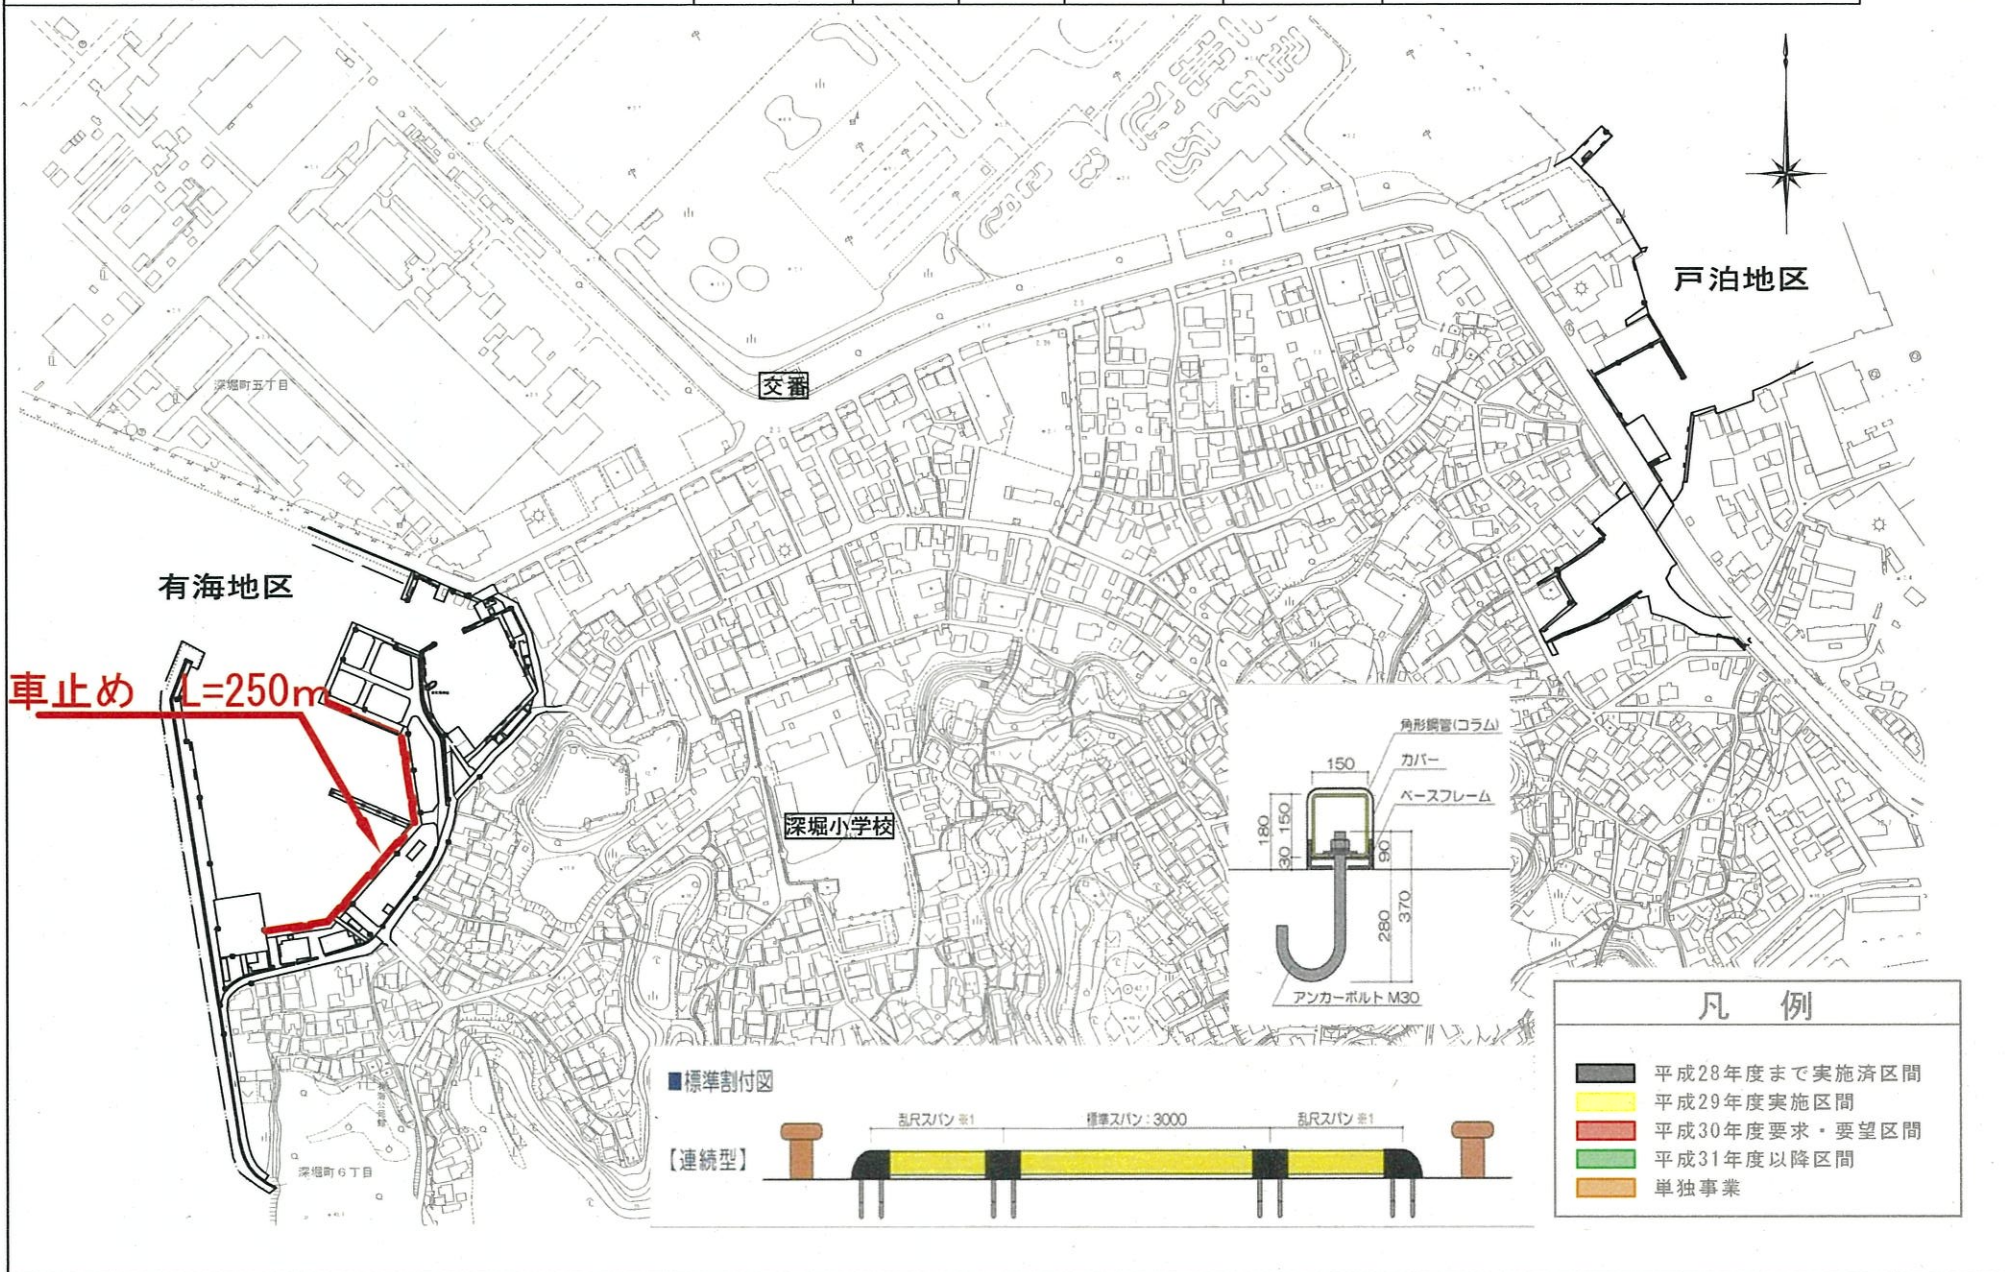 戸泊地区
深堀町五丁目
交番
有海地区
車止め L=250m
深堀小学校
角形鋼管(コラム)
カバー
ベースフレーム
150
180
150
30
90
280
370
アンカーボルト M30
深堀町6丁目
■標準割付図
【連続型】
乱尺スパン ※1
標準スパン:3000
乱尺スパン ※1
凡 例
平成28年度まで実施済区間
平成29年度実施区間
平成30年度要求・要望区間
平成31年度以降区間
単独事業